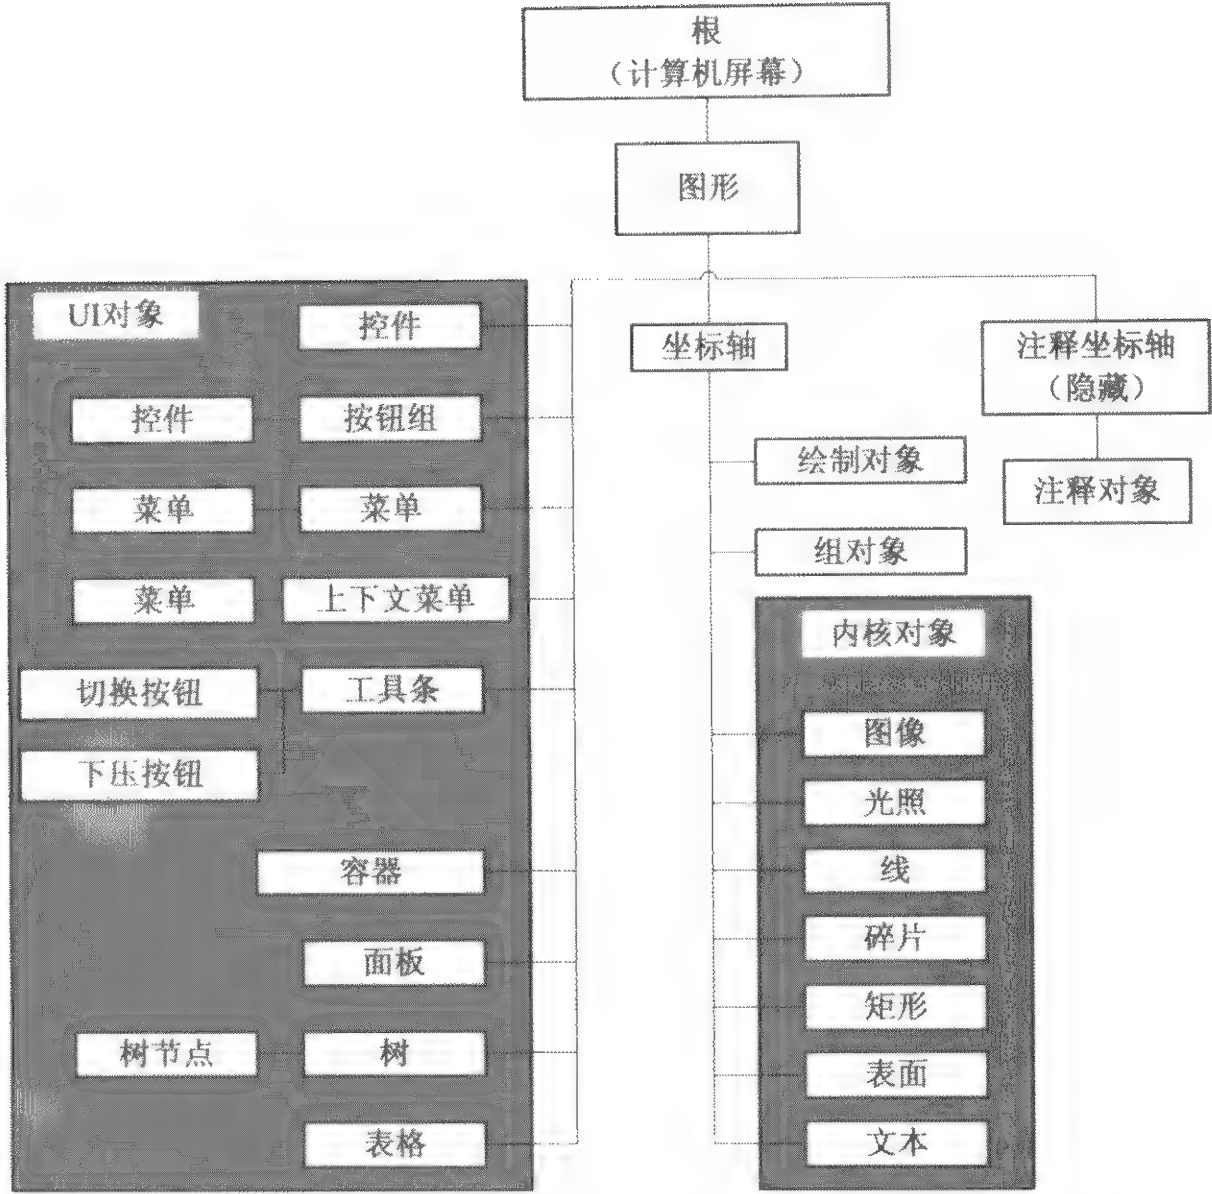 根
（计算机屏幕）
图形
UI对象
控件
控件
按钮组
菜单
菜单
菜单
上下文菜单
切换按钮
工具条
下压按钮
容器
面板
树节点
树
表格
坐标轴
绘制对象
组对象
内核对象
图像
光照
线
碎片
矩形
表面
文本
注释坐标轴
（隐藏）
注释对象